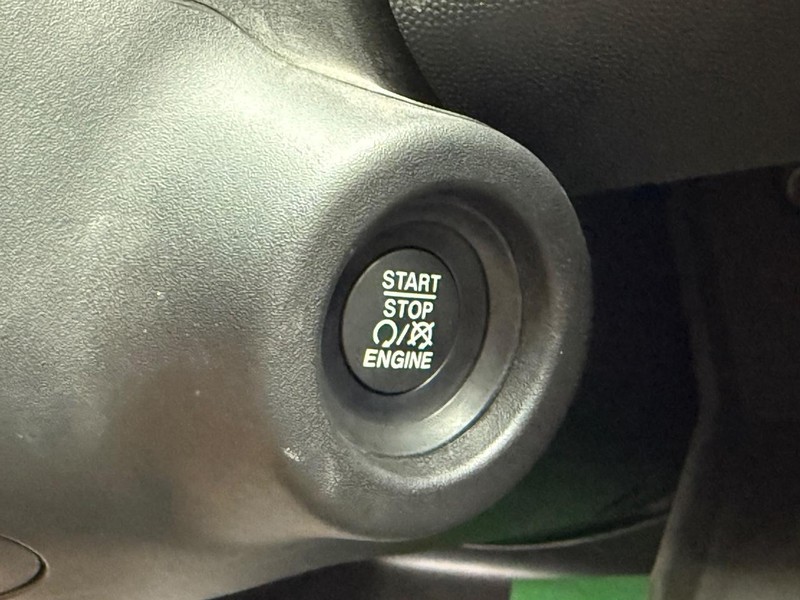 START
STOP
/
ENGINE